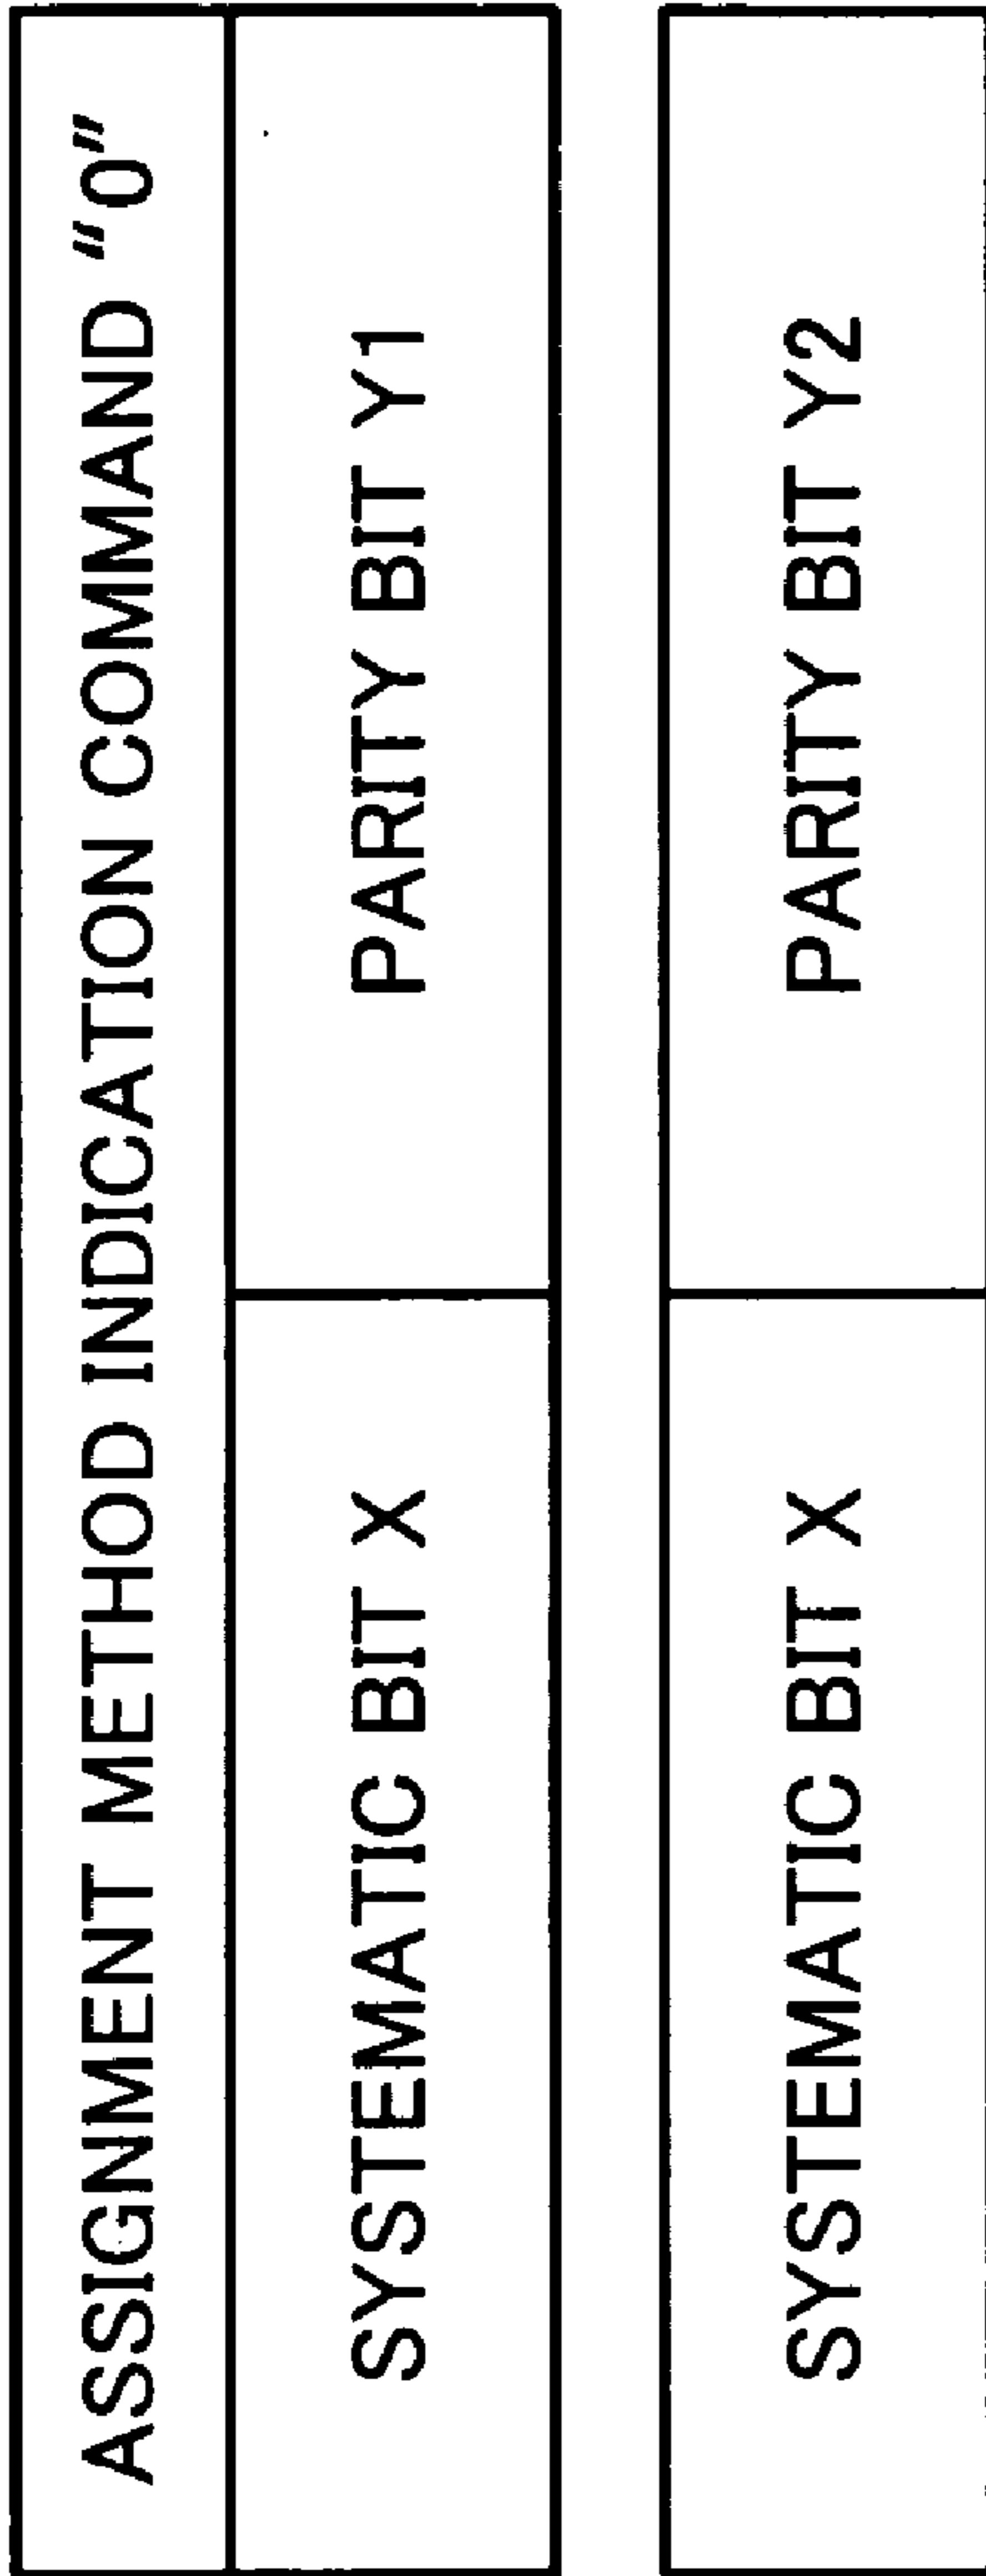 ASSIGNMENT METHOD INDICATION COMMAND "0"
SYSTEMATIC BIT X PARITY BIT Y1
SYSTEMATIC BIT X PARITY BIT Y2